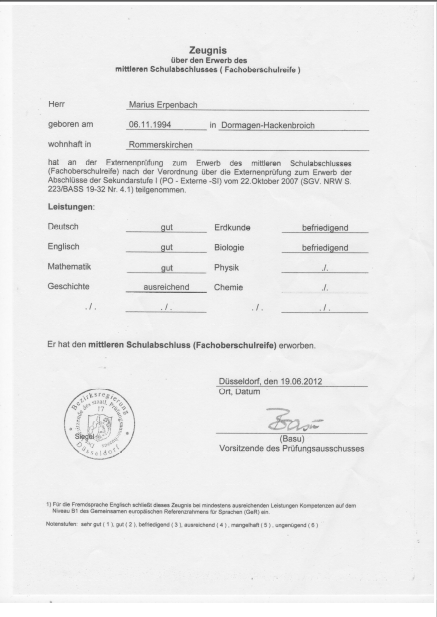 Zeugnis
über den Erwerb des
mittleren Schulabschlusses ( Fachoberschulreife )
Herr Marius Erpenbach
geboren am 06.11.1994 in Dormagen-Hackenbroich
wohnhaft in Rommerskirchen
hat an der Externenprüfung zum Erwerb des mittleren Schulabschlusses
(Fachoberschulreife) nach der Verordnung über die Externenprüfung zum Erwerb der
Abschlüsse der Sekundarstufe I (PO - Externe -SI) vom 22.Oktober 2007 (SGV. NRW S.
223/BASS 19-32 Nr. 4.1) teilgenommen.
Leistungen:
Deutsch gut Erdkunde befriedigend
Englisch gut Biologie befriedigend
Mathematik gut Physik ./.
Geschichte ausreichend Chemie ./.
./. ./. ./. ./.
Er hat den mittleren Schulabschluss (Fachoberschulreife) erworben.
Düsseldorf, den 19.06.2012
Ort, Datum
Bezirksregierung
17
Siegel
Düsseldorf
Basu
(Basu)
Vorsitzende des Prüfungsausschusses
1) Für die Fremdsprache Englisch schließt dieses Zeugnis bei mindestens ausreichenden Leistungen Kompetenzen auf dem
Niveau B1 des Gemeinsamen europäischen Referenzrahmens für Sprachen (GeR) ein.
Notenstufen: sehr gut ( 1 ), gut ( 2 ), befriedigend ( 3 ), ausreichend ( 4 ) , mangelhaft ( 5 ) , ungenügend ( 6 )